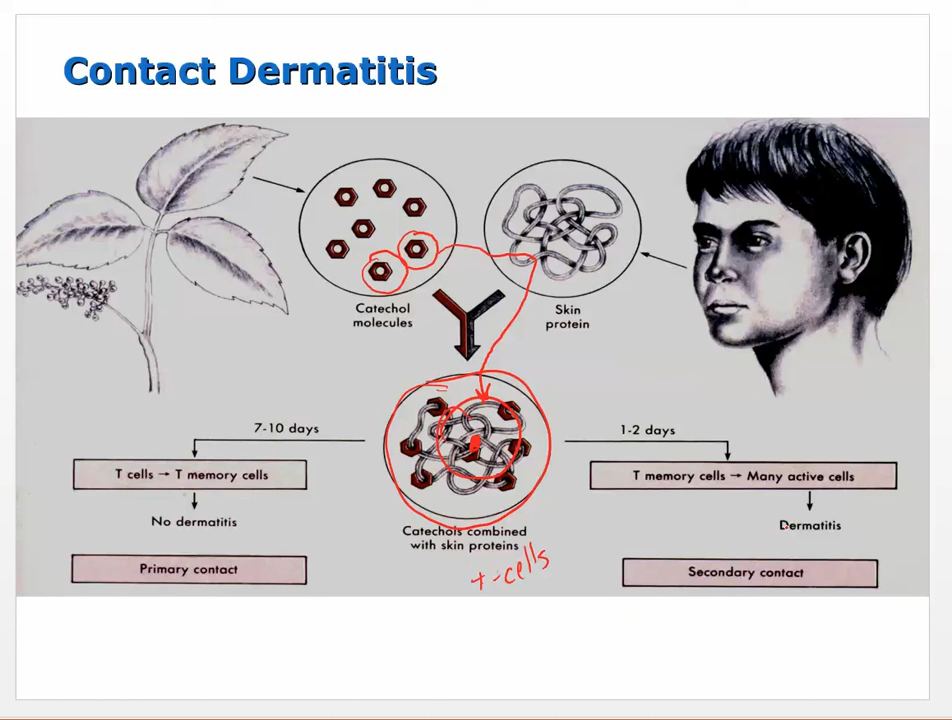 Contact Dermatitis
Catechol
molecules
Skin
protein
7-10 days
1-2 days
T cells → T memory cells
T memory cells → Many active cells
No dermatitis
Dermatitis
Catechols combined
with skin proteins
T-cells
Primary contact
Secondary contact